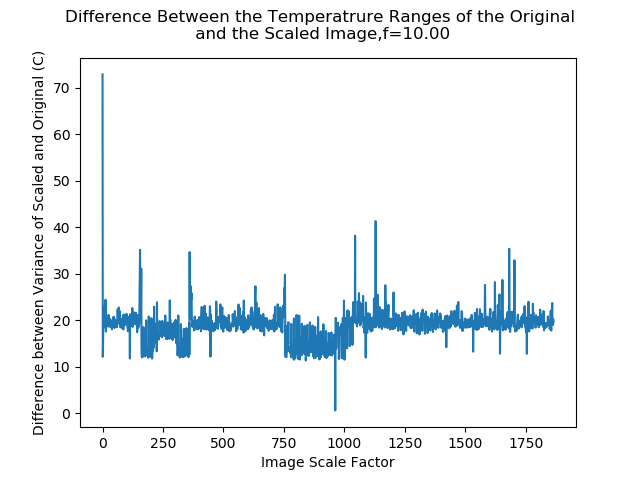 Difference Between the Temperatrure Ranges of the Original
and the Scaled Image,f=10.00
Difference between Variance of Scaled and Original (C)
70
60
50
40
30
20
10
0
0 250 500 750 1000 1250 1500 1750
Image Scale Factor